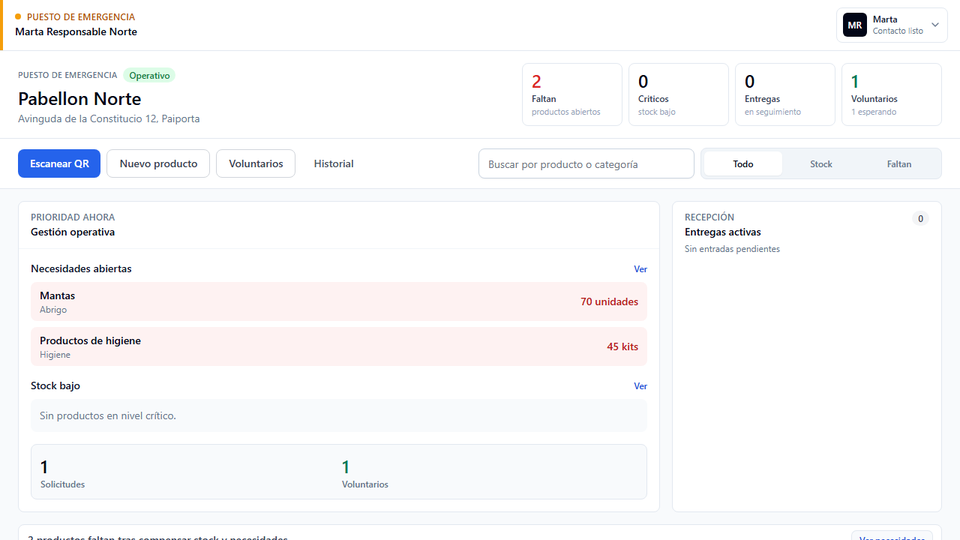 PUESTO DE EMERGENCIA
Marta Responsable Norte
MR
Marta
Contacto listo
PUESTO DE EMERGENCIA
Operativo
Pabellon Norte
Avinguda de la Constitucio 12, Paiporta
2
Faltan
productos abiertos
0
Criticos
stock bajo
0
Entregas
en seguimiento
1
Voluntarios
1 esperando
Escanear QR
Nuevo producto
Voluntarios
Historial
Buscar por producto o categoría
Todo
Stock
Faltan
PRIORIDAD AHORA
Gestión operativa
Necesidades abiertas
Ver
Mantas
Abrigo
70 unidades
Productos de higiene
Higiene
45 kits
Stock bajo
Ver
Sin productos en nivel crítico.
1
Solicitudes
1
Voluntarios
RECEPCIÓN
Entregas activas
0
Sin entradas pendientes
2 productos faltan tras compensar stock y necesidades
Ver necesidades